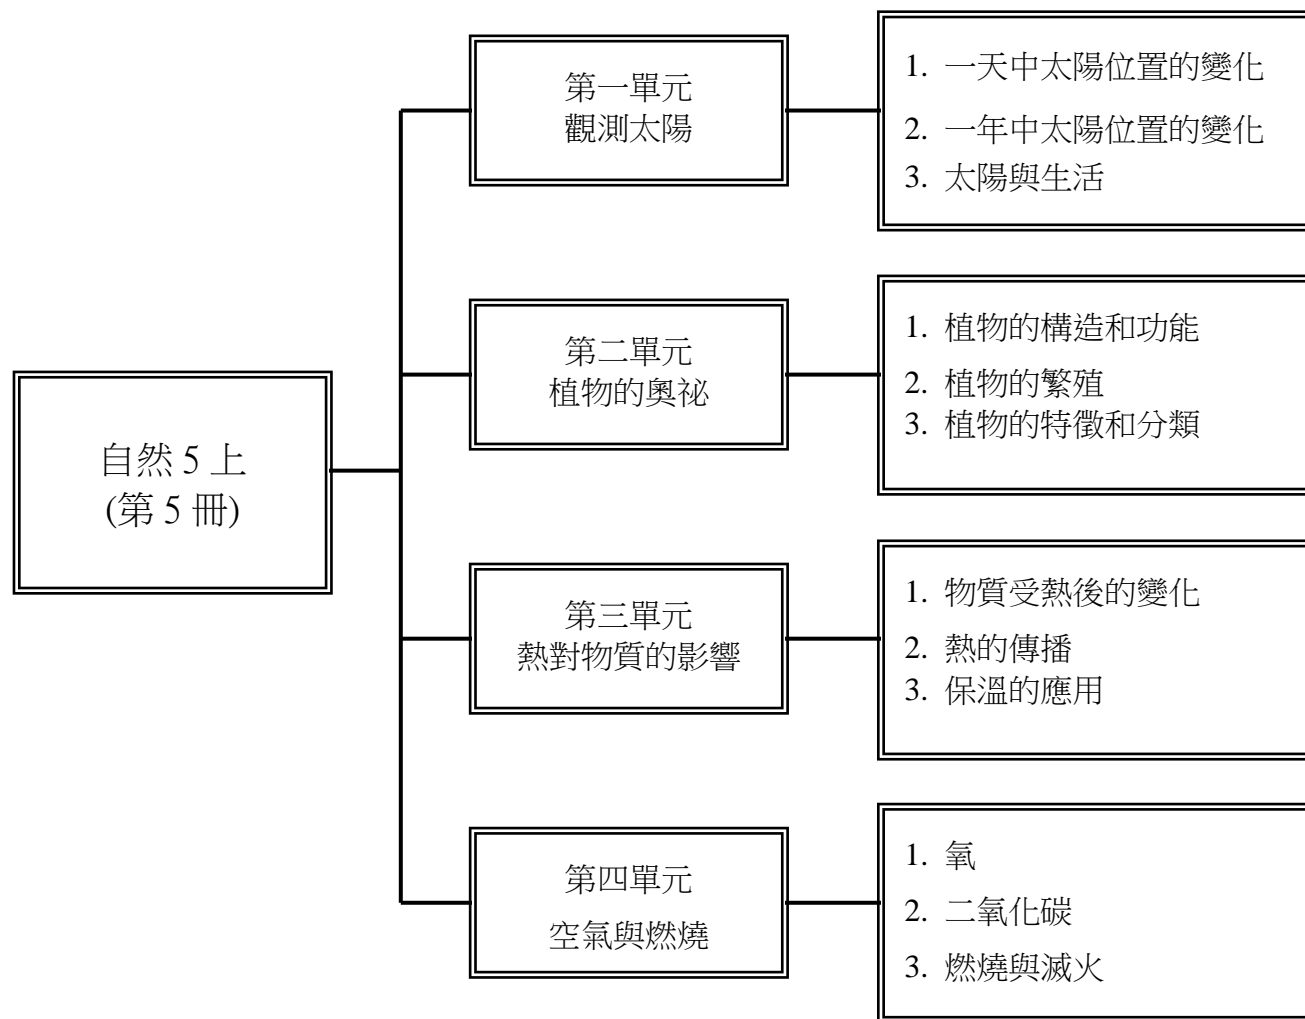 自然 5 上
(第 5 冊)
第一單元
觀測太陽
1. 一天中太陽位置的變化
2. 一年中太陽位置的變化
3. 太陽與生活
第二單元
植物的奧祕
1. 植物的構造和功能
2. 植物的繁殖
3. 植物的特徵和分類
第三單元
熱對物質的影響
1. 物質受熱後的變化
2. 熱的傳播
3. 保溫的應用
第四單元
空氣與燃燒
1. 氧
2. 二氧化碳
3. 燃燒與滅火